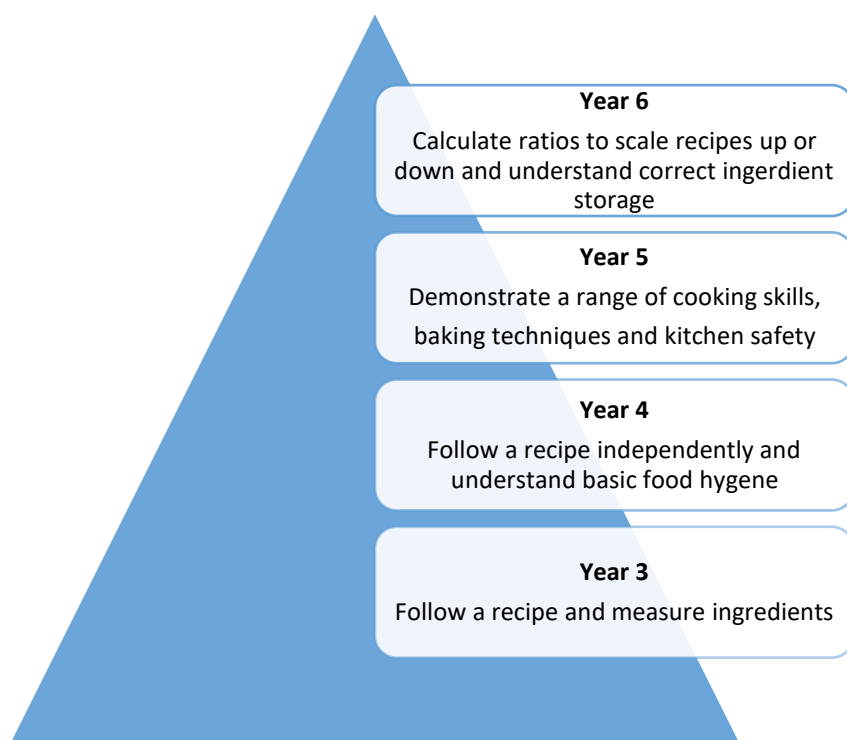 Year 6
Calculate ratios to scale recipes up or
down and understand correct ingerdient
storage
Year 5
Demonstrate a range of cooking skills,
baking techniques and kitchen safety
Year 4
Follow a recipe independently and
understand basic food hygene
Year 3
Follow a recipe and measure ingredients